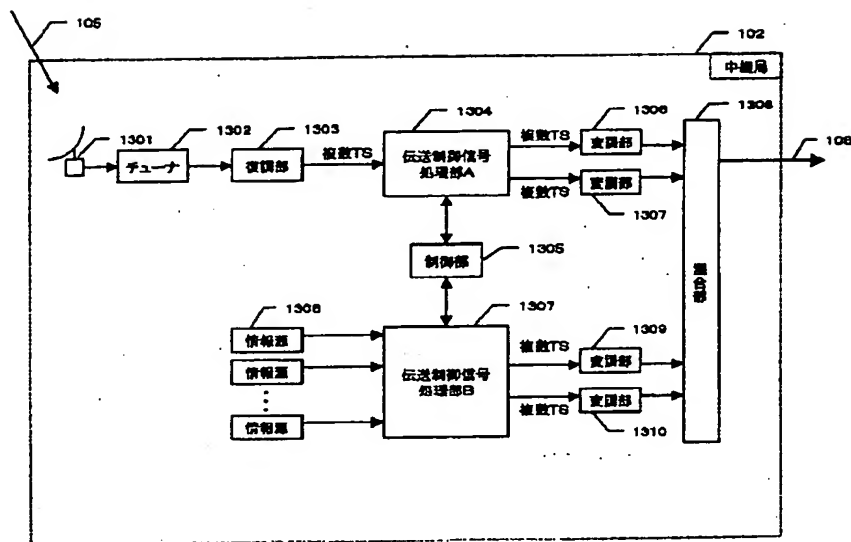 105
102
中継局
1301
1302
1303
1304
1306
1308
チューナ
復調部
複数TS
伝送制御信号
処理部A
複数TS
変調部
108
複数TS
変調部
1307
制御部
1305
混合部
1308
1307
1309
情報源
情報源
情報源
伝送制御信号
処理部B
複数TS
変調部
複数TS
変調部
1310